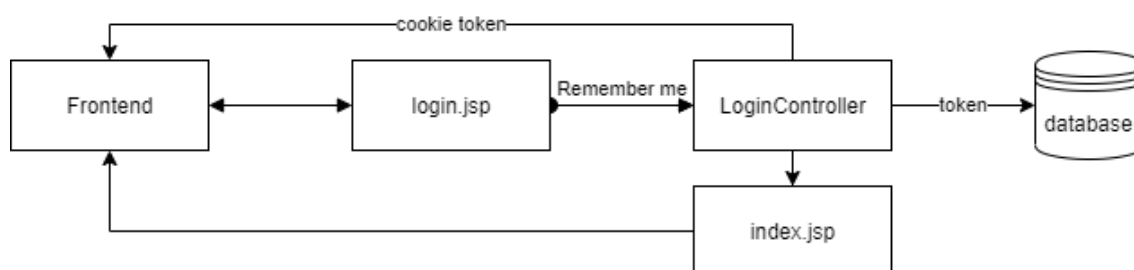 cookie token
Frontend
login.jsp
Remember me
LoginController
token
database
index.jsp